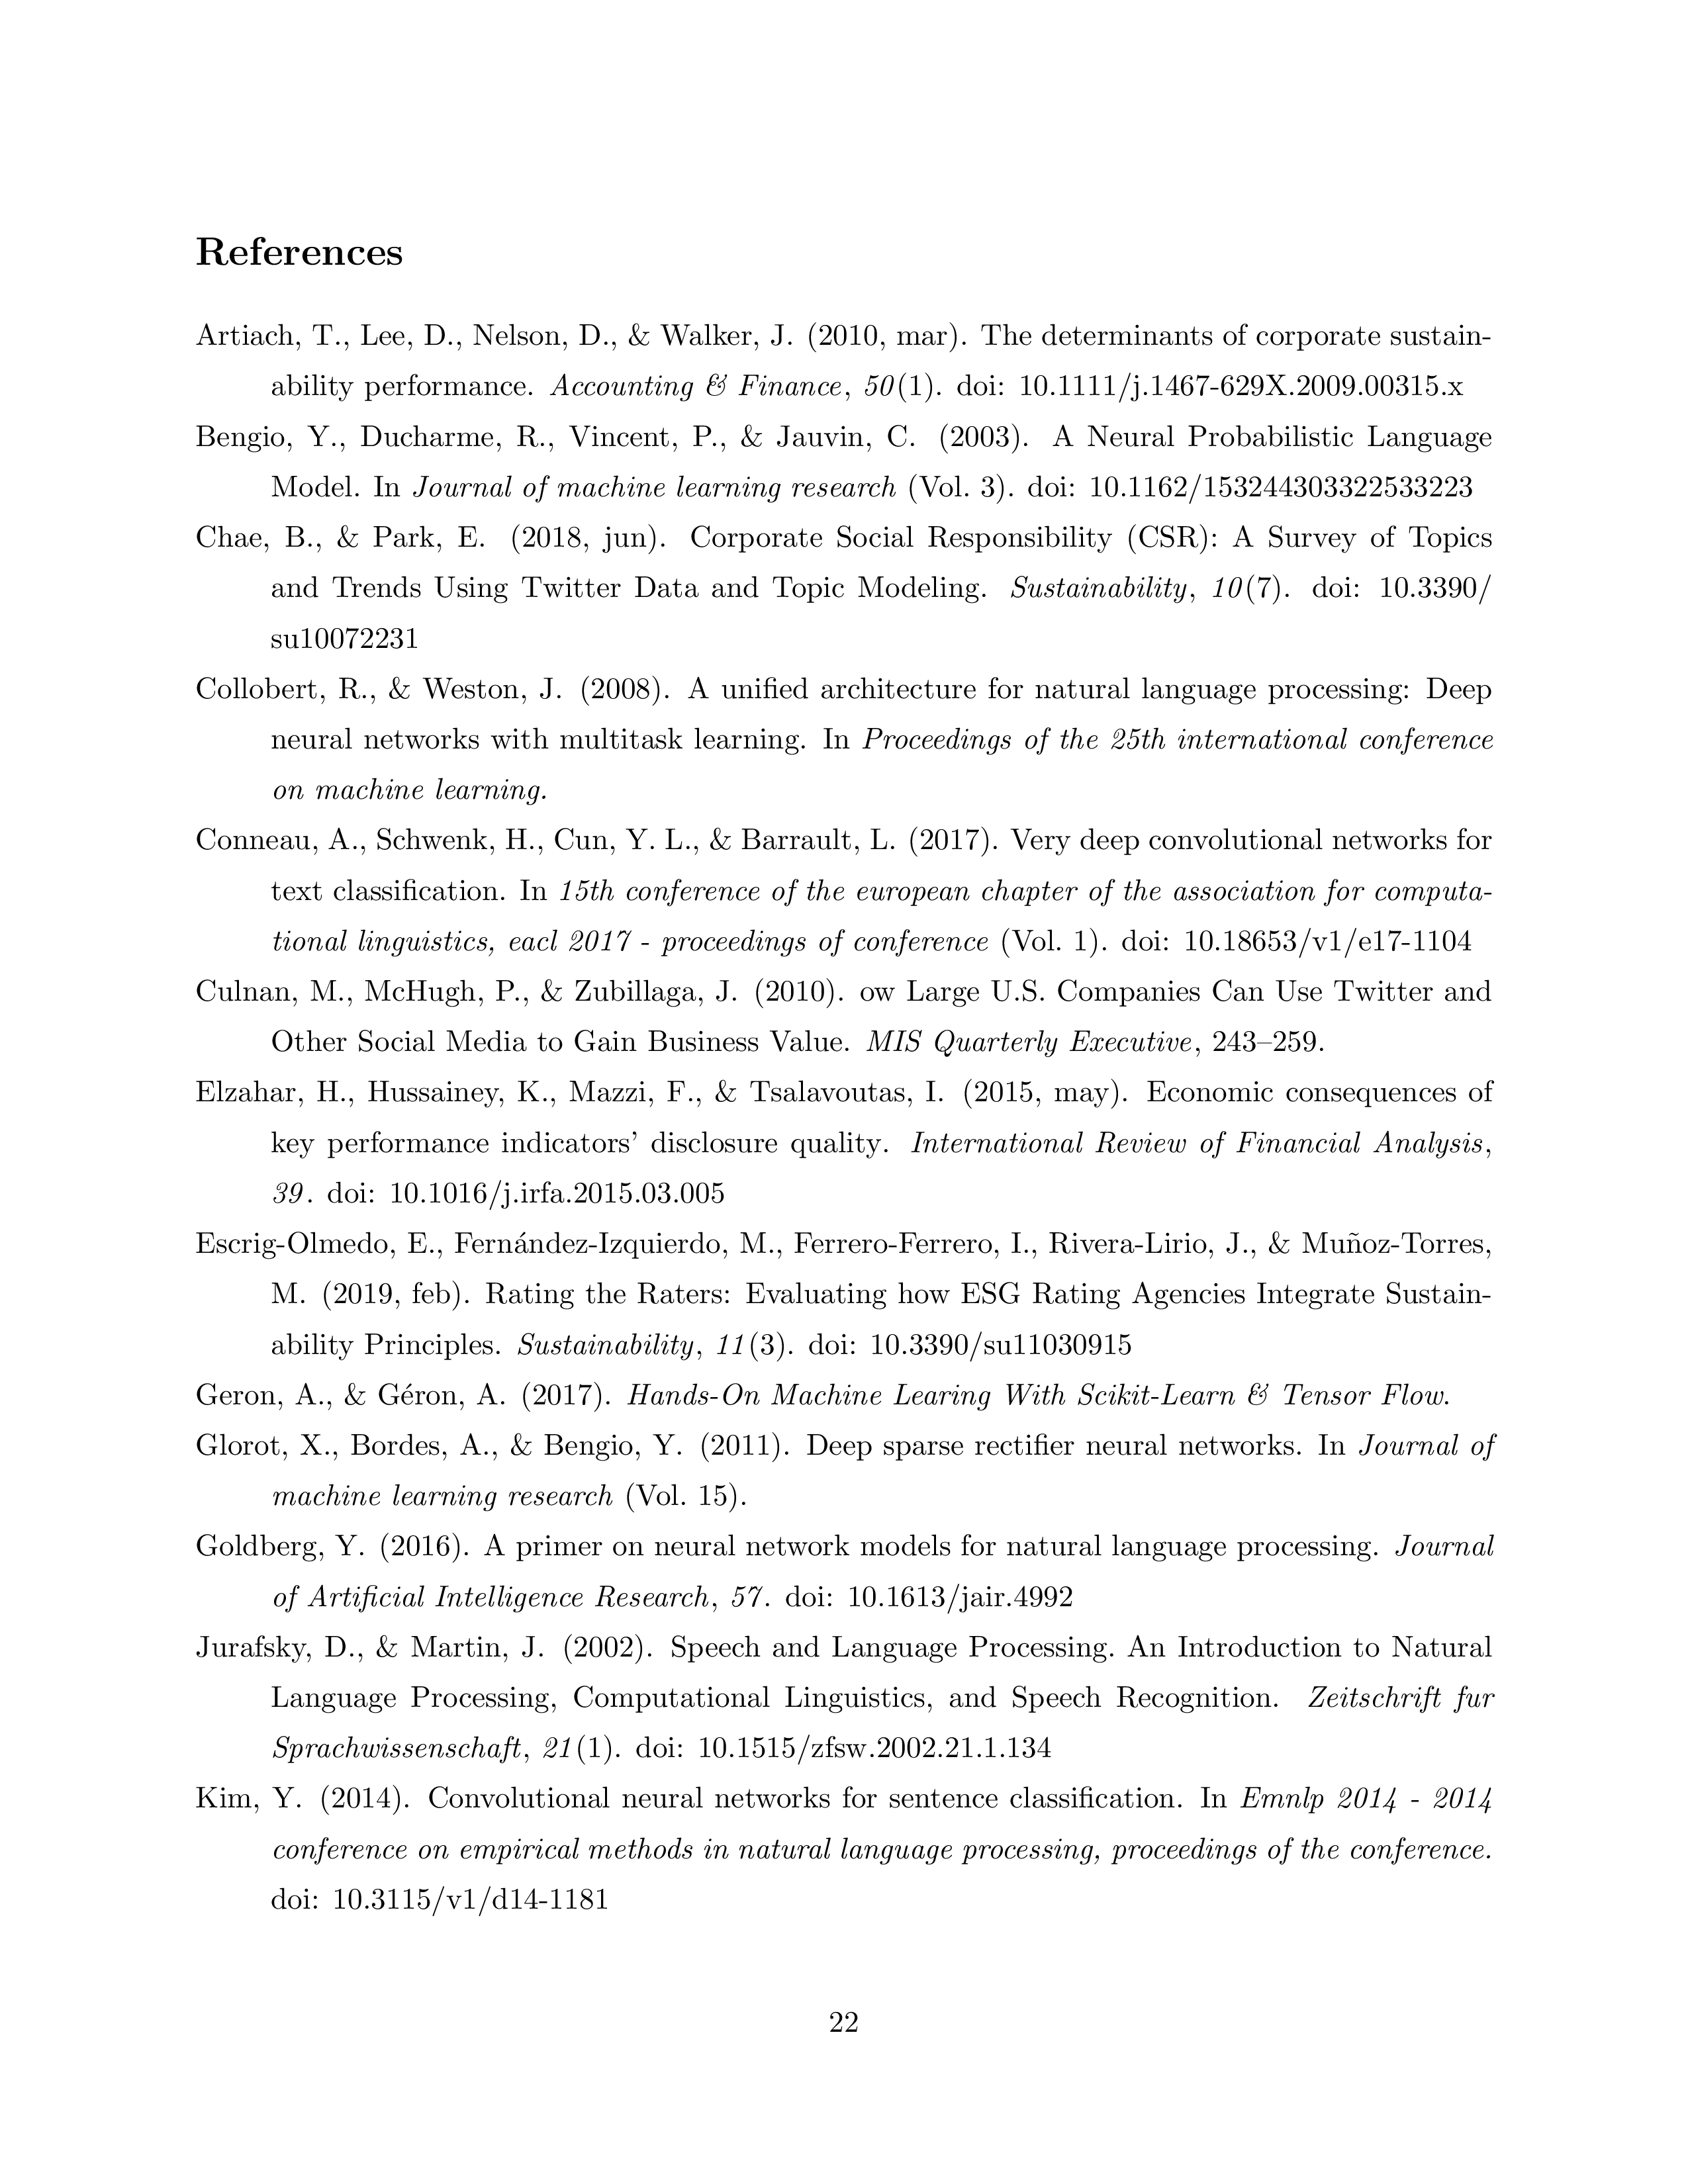 References
Artiach, T., Lee, D., Nelson, D., & Walker, J. (2010, mar). The determinants of corporate sustain-
ability performance. Accounting & Finance, 50(1). doi: 10.1111/j.1467-629X.2009.00315.x
Bengio, Y., Ducharme, R., Vincent, P., & Jauvin, C. (2003). A Neural Probabilistic Language
Model. In Journal of machine learning research (Vol. 3). doi: 10.1162/153244303322533223
Chae, B., & Park, E. (2018, jun). Corporate Social Responsibility (CSR): A Survey of Topics
and Trends Using Twitter Data and Topic Modeling. Sustainability, 10(7). doi: 10.3390/
su10072231
Collobert, R., & Weston, J. (2008). A unified architecture for natural language processing: Deep
neural networks with multitask learning. In Proceedings of the 25th international conference
on machine learning.
Conneau, A., Schwenk, H., Cun, Y. L., & Barrault, L. (2017). Very deep convolutional networks for
text classification. In 15th conference of the european chapter of the association for computa-
tional linguistics, eacl 2017 - proceedings of conference (Vol. 1). doi: 10.18653/v1/e17-1104
Culnan, M., McHugh, P., & Zubillaga, J. (2010). ow Large U.S. Companies Can Use Twitter and
Other Social Media to Gain Business Value. MIS Quarterly Executive, 243–259.
Elzahar, H., Hussainey, K., Mazzi, F., & Tsalavoutas, I. (2015, may). Economic consequences of
key performance indicators' disclosure quality. International Review of Financial Analysis,
39. doi: 10.1016/j.irfa.2015.03.005
Escrig-Olmedo, E., Fernández-Izquierdo, M., Ferrero-Ferrero, I., Rivera-Lirio, J., & Muñoz-Torres,
M. (2019, feb). Rating the Raters: Evaluating how ESG Rating Agencies Integrate Sustain-
ability Principles. Sustainability, 11(3). doi: 10.3390/su11030915
Geron, A., & Géron, A. (2017). Hands-On Machine Learing With Scikit-Learn & Tensor Flow.
Glorot, X., Bordes, A., & Bengio, Y. (2011). Deep sparse rectifier neural networks. In Journal of
machine learning research (Vol. 15).
Goldberg, Y. (2016). A primer on neural network models for natural language processing. Journal
of Artificial Intelligence Research, 57. doi: 10.1613/jair.4992
Jurafsky, D., & Martin, J. (2002). Speech and Language Processing. An Introduction to Natural
Language Processing, Computational Linguistics, and Speech Recognition. Zeitschrift fur
Sprachwissenschaft, 21(1). doi: 10.1515/zfsw.2002.21.1.134
Kim, Y. (2014). Convolutional neural networks for sentence classification. In Emnlp 2014 - 2014
conference on empirical methods in natural language processing, proceedings of the conference.
doi: 10.3115/v1/d14-1181
22